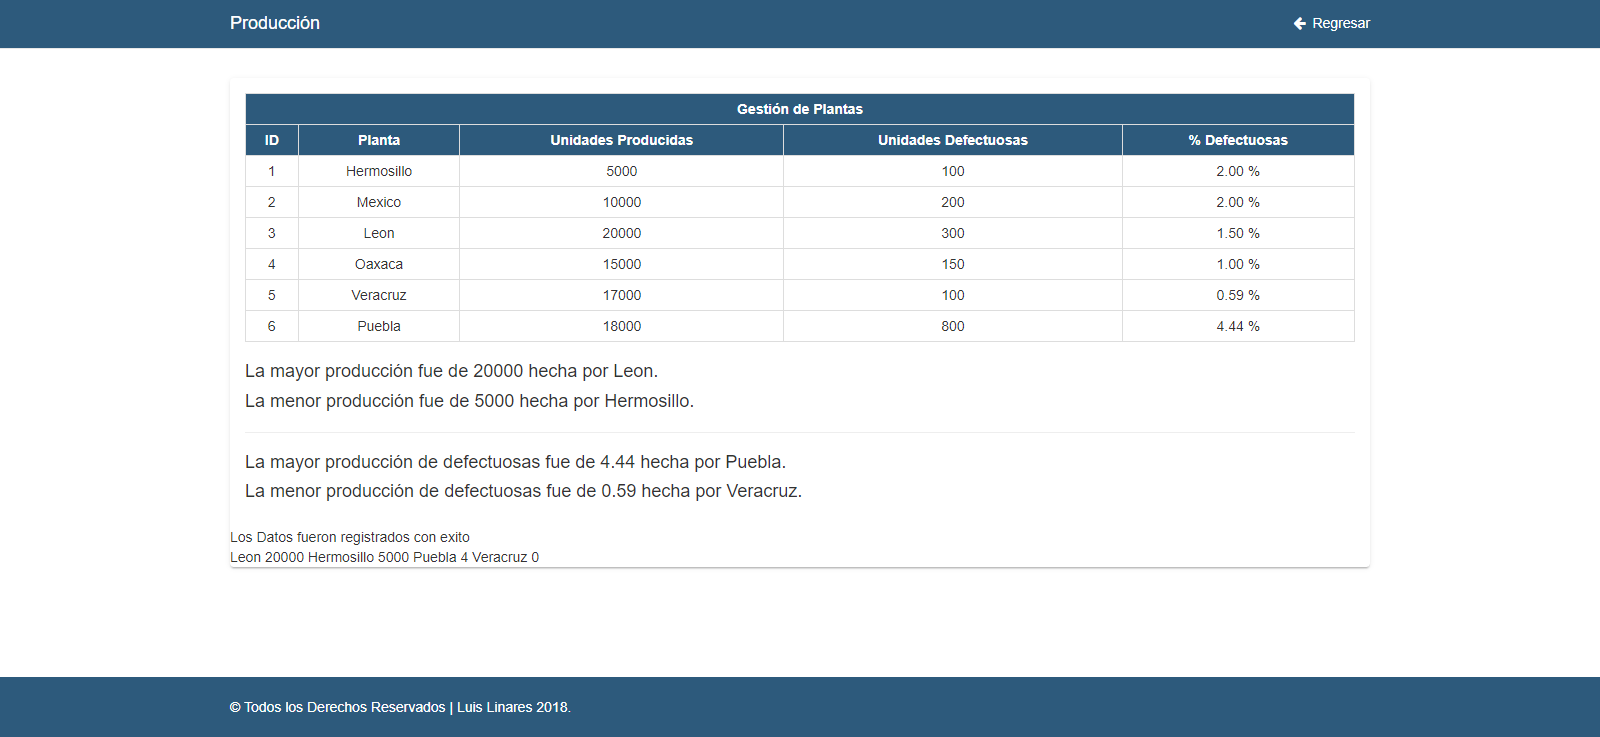 Producción Regresar
Gestión de Plantas
ID Planta Unidades Producidas Unidades Defectuosas % Defectuosas
1 Hermosillo 5000 100 2.00 %
2 Mexico 10000 200 2.00 %
3 Leon 20000 300 1.50 %
4 Oaxaca 15000 150 1.00 %
5 Veracruz 17000 100 0.59 %
6 Puebla 18000 800 4.44 %
La mayor producción fue de 20000 hecha por Leon.
La menor producción fue de 5000 hecha por Hermosillo.
La mayor producción de defectuosas fue de 4.44 hecha por Puebla.
La menor producción de defectuosas fue de 0.59 hecha por Veracruz.
Los Datos fueron registrados con exito
Leon 20000 Hermosillo 5000 Puebla 4 Veracruz 0
© Todos los Derechos Reservados | Luis Linares 2018.